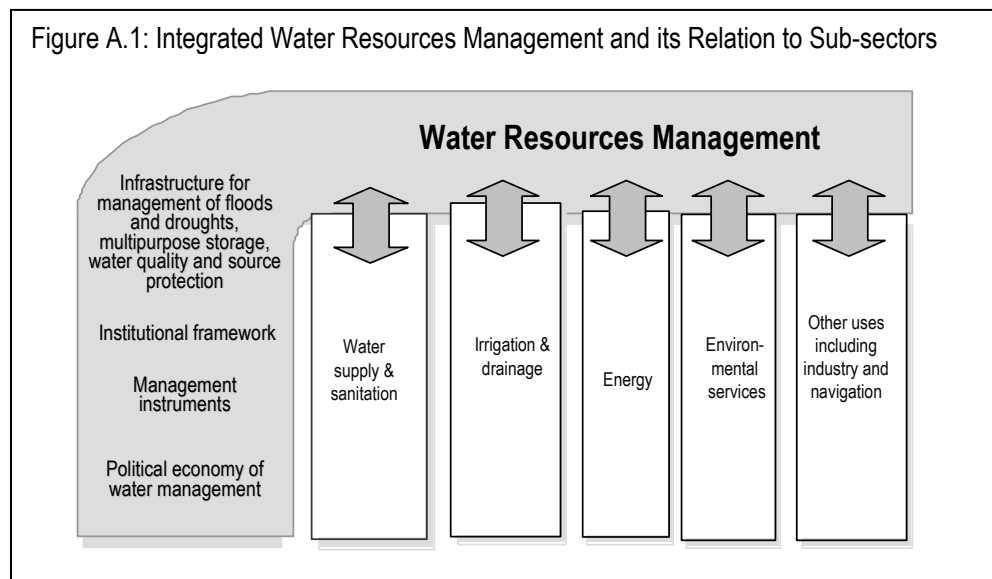 Figure A.1: Integrated Water Resources Management and its Relation to Sub-sectors
Water Resources Management
Infrastructure for
management of floods
and droughts,
multipurpose storage,
water quality and source
protection
Institutional framework
Management
instruments
Political economy of
water management
Water
supply &
sanitation
Irrigation &
drainage
Energy
Environ-
mental
services
Other uses
including
industry and
navigation